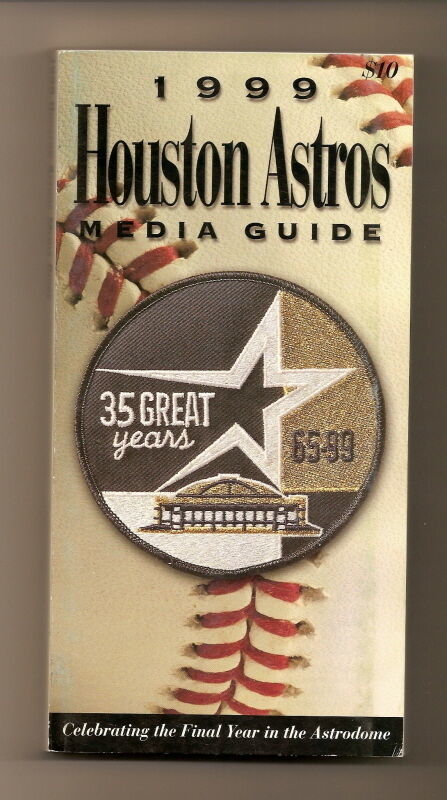 $10
1999
Houston Astros
MEDIA GUIDE
35 GREAT
years
65-99
Celebrating the Final Year in the Astrodome